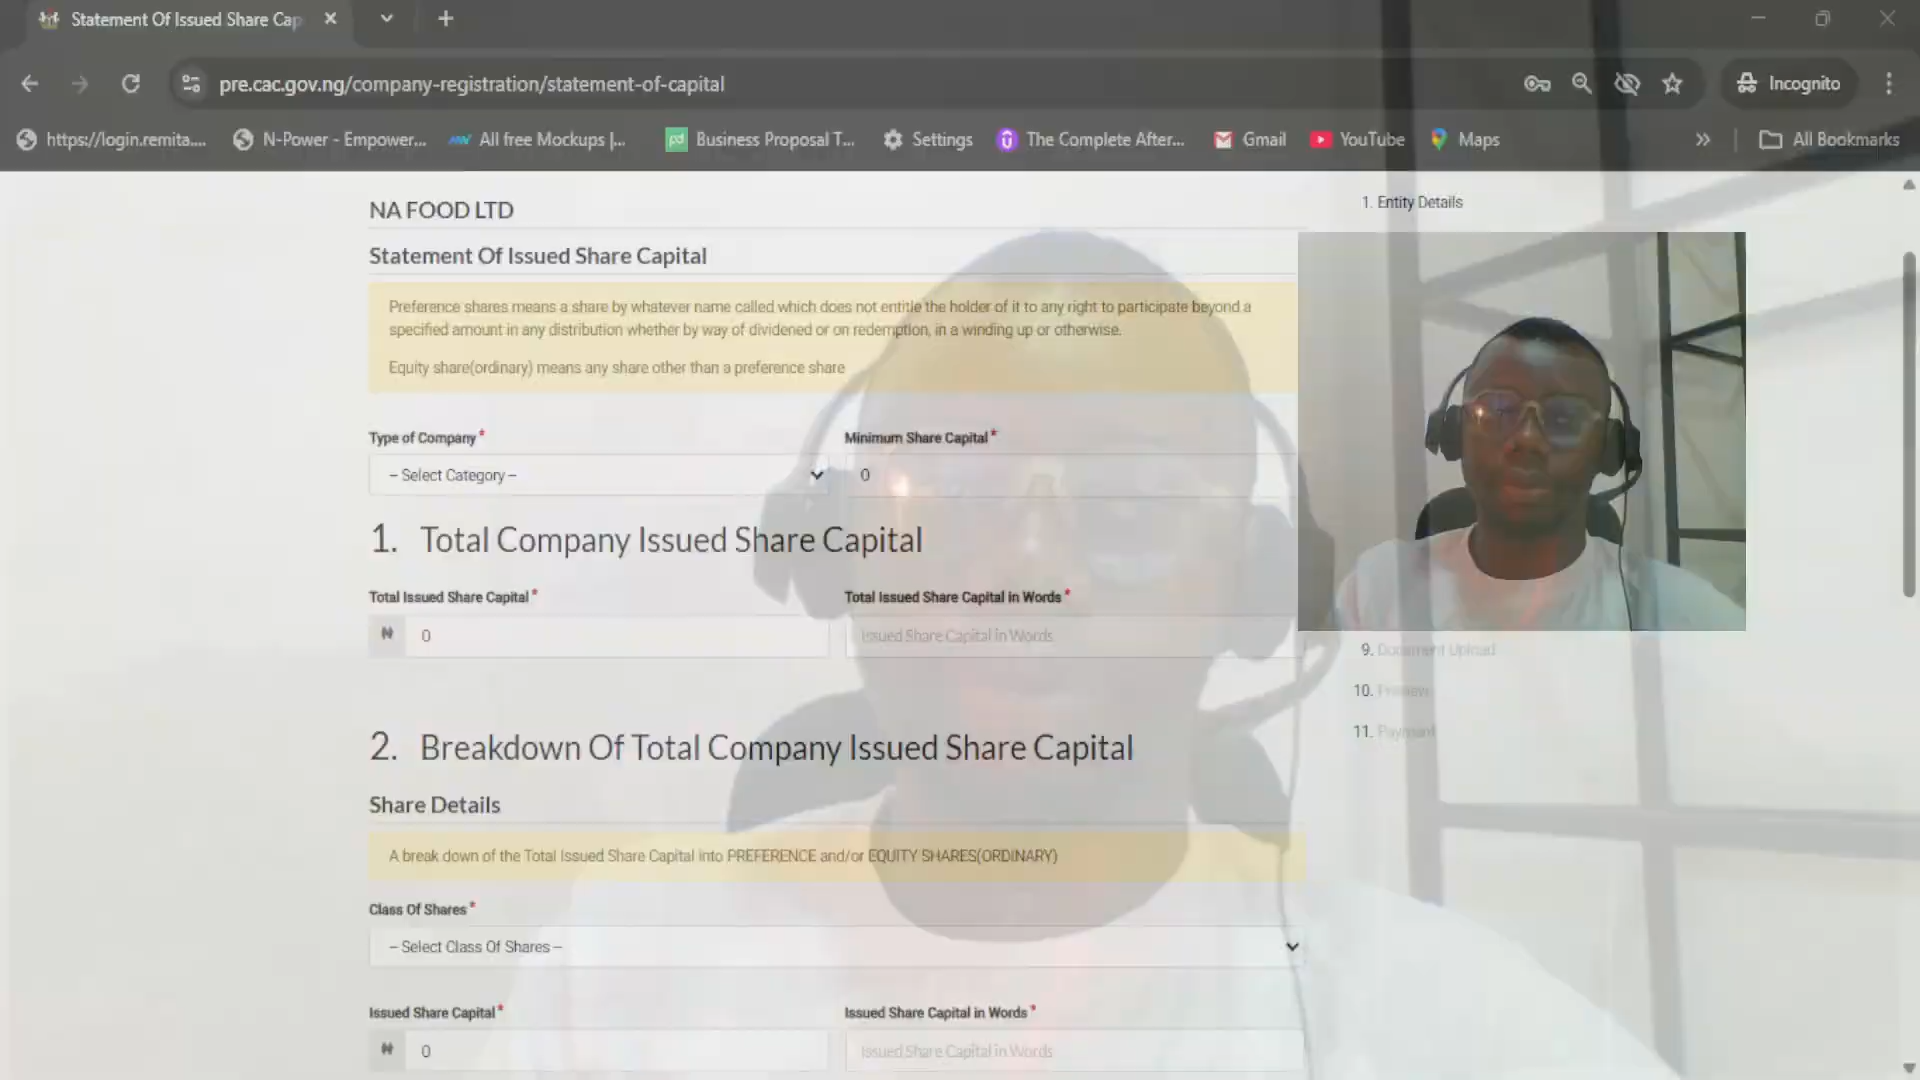 Statement Of Issued Share Cap
pre.cac.gov.ng/company-registration/statement-of-capital
Incognito
https://login.remita....
N-Power - Empower...
All free Mockups |...
pd
Business Proposal T...
Settings
The Complete After...
Gmail
YouTube
Maps
All Bookmarks
NA FOOD LTD
1. Entity Details
Statement Of Issued Share Capital
Preference shares means a share by whatever name called which does not entitle the holder of it to any right to participate beyond a
specified amount in any distribution whether by way of dividened or on redemption, in a winding up or otherwise.
Equity share(ordinary) means any share other than a preference share
Type of Company *
Minimum Share Capital *
-- Select Category --
0
1. Total Company Issued Share Capital
Total Issued Share Capital *
Total Issued Share Capital in Words *
₦ 0
Issued Share Capital in Words
9. Document Upload
10. Preview
11. Payment
2. Breakdown Of Total Company Issued Share Capital
Share Details
A break down of the Total Issued Share Capital into PREFERENCE and/or EQUITY SHARES(ORDINARY)
Class Of Shares *
-- Select Class Of Shares --
Issued Share Capital *
Issued Share Capital in Words *
₦ 0
Issued Share Capital in Words